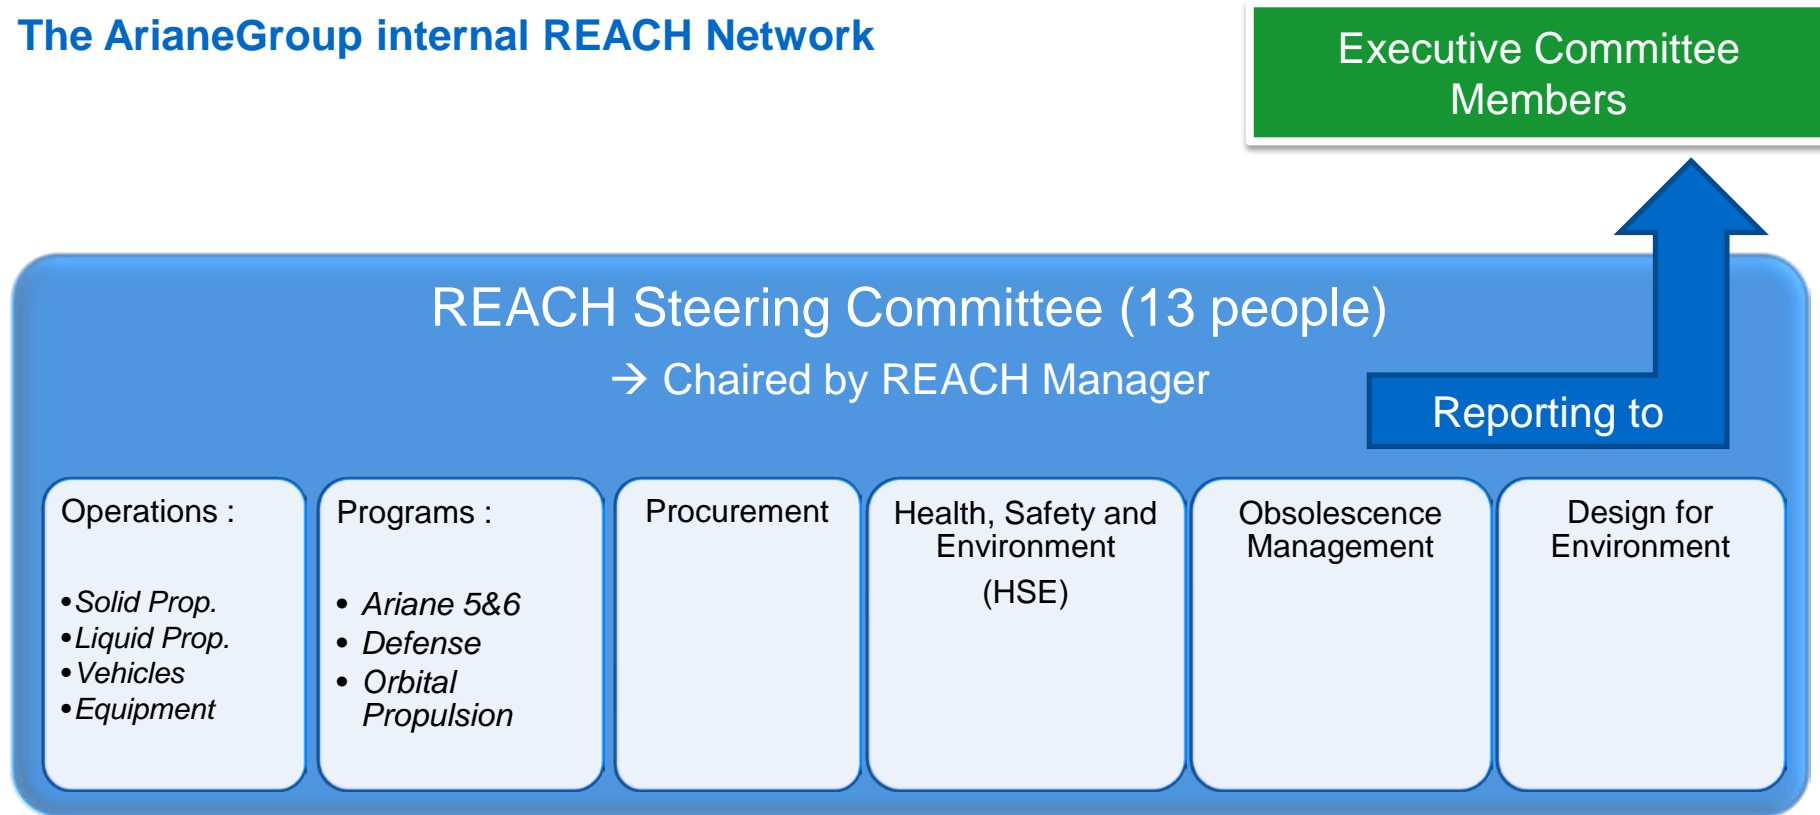 The ArianeGroup internal REACH Network
Executive Committee
Members
REACH Steering Committee (13 people)
→ Chaired by REACH Manager
Reporting to
Operations :
•Solid Prop.
•Liquid Prop.
•Vehicles
•Equipment
Programs :
• Ariane 5&6
• Defense
• Orbital
Propulsion
Procurement
Health, Safety and
Environment
(HSE)
Obsolescence
Management
Design for
Environment